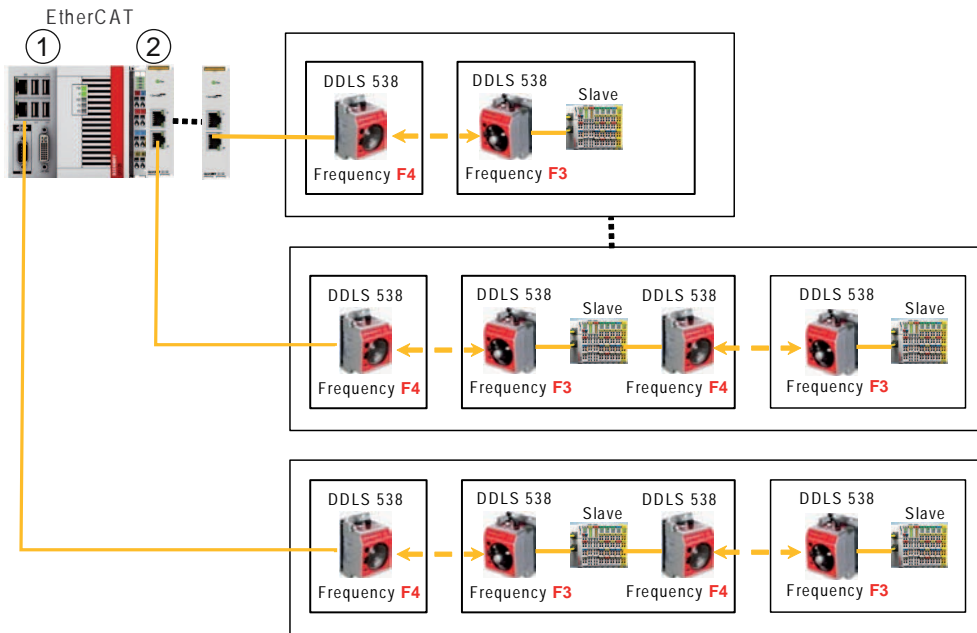 EtherCAT
1 2
DDLS 538 DDLS 538
Slave
Frequency F4 Frequency F3
DDLS 538 DDLS 538 DDLS 538 DDLS 538
Slave Slave
Frequency F4 Frequency F3 Frequency F4 Frequency F3
DDLS 538 DDLS 538 DDLS 538 DDLS 538
Slave Slave
Frequency F4 Frequency F3 Frequency F4 Frequency F3